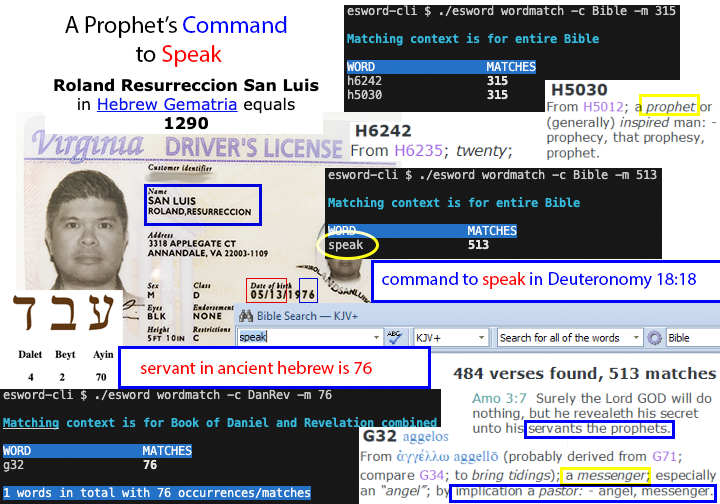 A Prophet's Command
to Speak
Roland Resurreccion San Luis
in Hebrew Gematria equals
1290
esword-cli $ ./esword wordmatch -c Bible -m 315
Matching context is for entire Bible
WORD MATCHES
h6242 315
h5030 315
H5030
From H5012; a prophet or
(generally) inspired man: -
prophecy, that prophesy,
prophet.
H6242
From H6235; twenty;
Virginia DRIVER'S LICENSE
Customer identifier
Name
SAN LUIS
ROLAND,RESURRECCION
Address
3318 APPLEGATE CT
ANNANDALE, VA 22003-1109
Sex
M
Class
D
Date of birth
05/13/1976
Eyes
BLK
Endorsement
NONE
Height
5FT 10IN
Restrictions
C
esword-cli $ ./esword wordmatch -c Bible -m 513
Matching context is for entire Bible
WORD MATCHES
speak 513
command to speak in Deuteronomy 18:18
עבד
Dalet Beyt Ayin
4 2 70
servant in ancient hebrew is 76
Bible Search — KJV+
speak
ABC
KJV+
Search for all of the words
Bible
484 verses found, 513 matches
Amo 3:7 Surely the Lord GOD will do
nothing, but he revealeth his secret
unto his servants the prophets.
esword-cli $ ./esword wordmatch -c DanRev -m 76
Matching context is for Book of Daniel and Revelation combined
WORD MATCHES
g32 76
1 words in total with 76 occurrences/matches
G32 aggelos
From ἀγγέλλω aggellō (probably derived from G71;
compare G34; to bring tidings); a messenger; especially
an "angel"; by implication a pastor: - angel, messenger